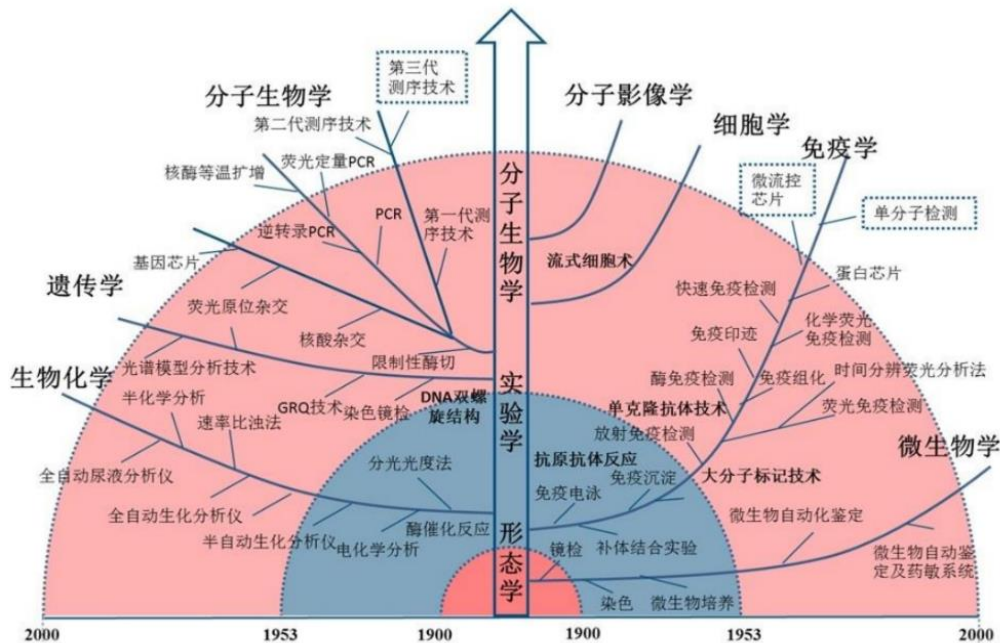 第三代
测序技术
分子生物学
第二代测序技术
荧光定量PCR
核酶等温扩增
PCR
第一代测
序技术
逆转录PCR
基因芯片
遗传学
荧光原位杂交
核酸杂交
限制性酶切
光谱模型分析技术
GRQ技术
染色镜检
DNA双螺
旋结构
生物化学
半化学分析
速率比浊法
全自动尿液分析仪
全自动生化分析仪
半自动生化分析仪
分光光度法
电化学分析
酶催化反应
分子生物学
实验学
形态学
分子影像学
细胞学
流式细胞术
免疫学
微流控
芯片
单分子检测
蛋白芯片
快速免疫检测
化学荧光
免疫检测
免疫印迹
时间分辨荧光分析法
酶免疫检测
免疫组化
荧光免疫检测
单克隆抗体技术
放射免疫检测
大分子标记技术
抗原抗体反应
免疫沉淀
免疫电泳
补体结合实验
微生物学
微生物自动化鉴定
微生物自动鉴
定及药敏系统
镜检
染色
微生物培养
2000
1953
1900
1900
1953
2000